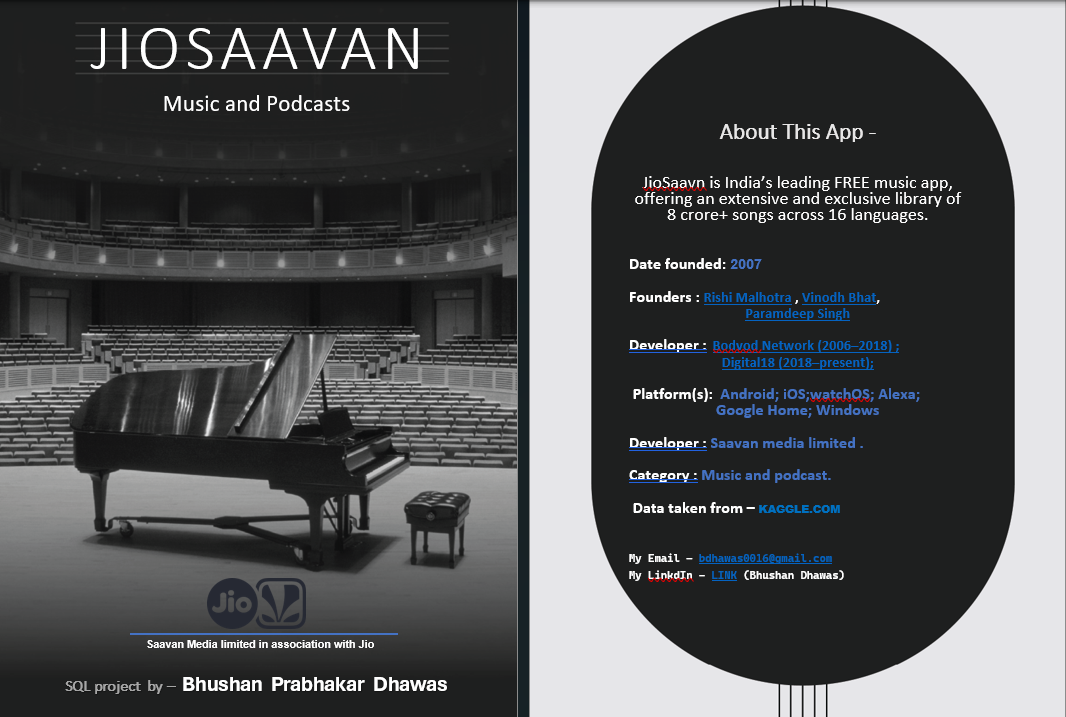 JIOSAAVAN
Music and Podcasts
Jio
Saavan Media limited in association with Jio
SQL project by – Bhushan Prabhakar Dhawas
About This App -
JioSaavn is India’s leading FREE music app,
offering an extensive and exclusive library of
8 crore+ songs across 16 languages.
Date founded: 2007
Founders : Rishi Malhotra , Vinodh Bhat,
Paramdeep Singh
Developer : Bodvod Network (2006–2018) ;
Digital18 (2018–present);
Platform(s): Android; iOS;watchOS; Alexa;
Google Home; Windows
Developer : Saavan media limited .
Category : Music and podcast.
Data taken from – KAGGLE.COM
My Email – bdhawas0016@gmail.com
My LinkdIn – LINK (Bhushan Dhawas)